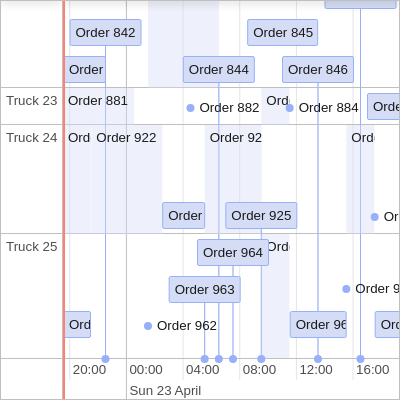 Order 842
Order 845
Order
Order 844
Order 846
Truck 23
Order 881
Order 882
Ord
Order 884
Orde
Truck 24
Ord
Order 922
Order 92
Ord
Order
Order 925
Or
Truck 25
Order 964
Ord
Order 963
Order 9
Ord
Order 962
Order 96
Ord
20:00
00:00
04:00
08:00
12:00
16:00
Sun 23 April